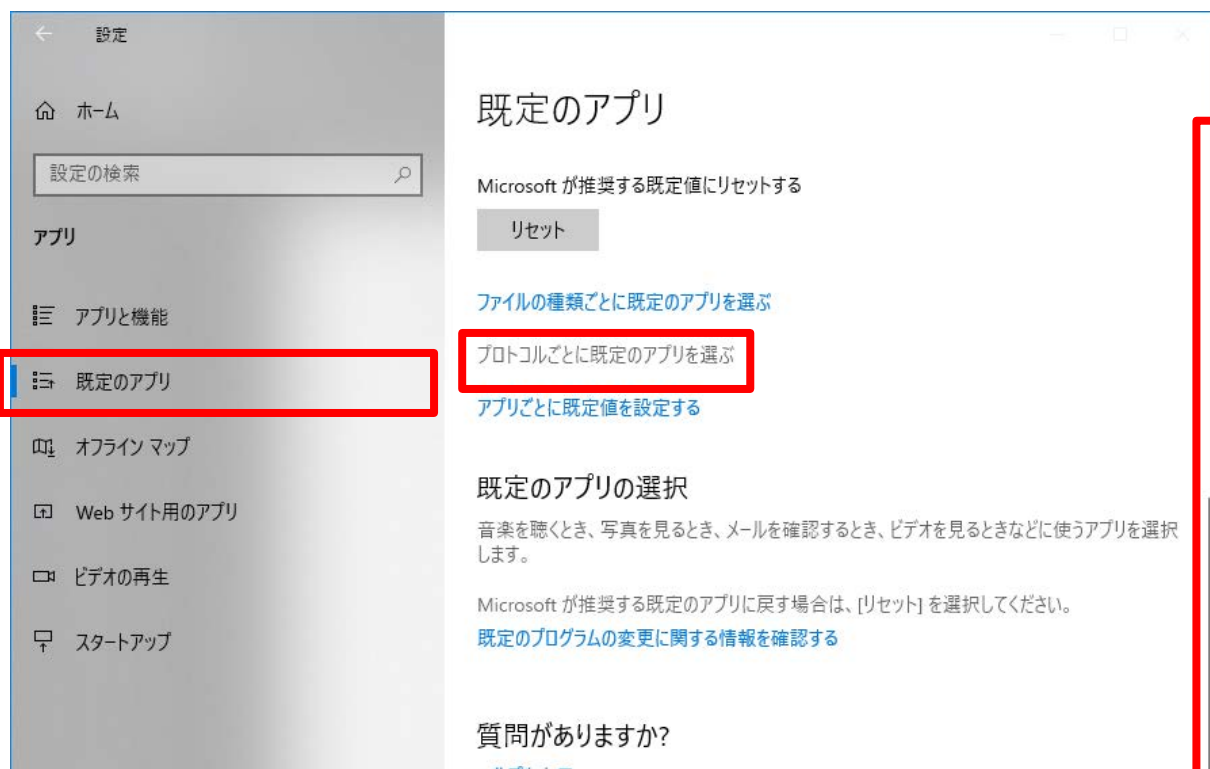 設定
ホーム
設定の検索
アプリ
アプリと機能
既定のアプリ
オフライン マップ
Web サイト用のアプリ
ビデオの再生
スタートアップ
既定のアプリ
Microsoft が推奨する既定値にリセットする
リセット
ファイルの種類ごとに既定のアプリを選ぶ
プロトコルごとに既定のアプリを選ぶ
アプリごとに既定値を設定する
既定のアプリの選択
音楽を聴くとき、写真を見るとき、メールを確認するとき、ビデオを見るときなどに使うアプリを選択
します。
Microsoft が推奨する既定のアプリに戻す場合は、[リセット] を選択してください。
既定のプログラムの変更に関する情報を確認する
質問がありますか?